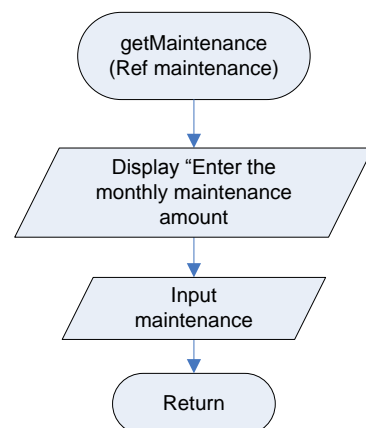 getMaintenance
(Ref maintenance)
Display “Enter the
monthly maintenance
amount
Input
maintenance
Return